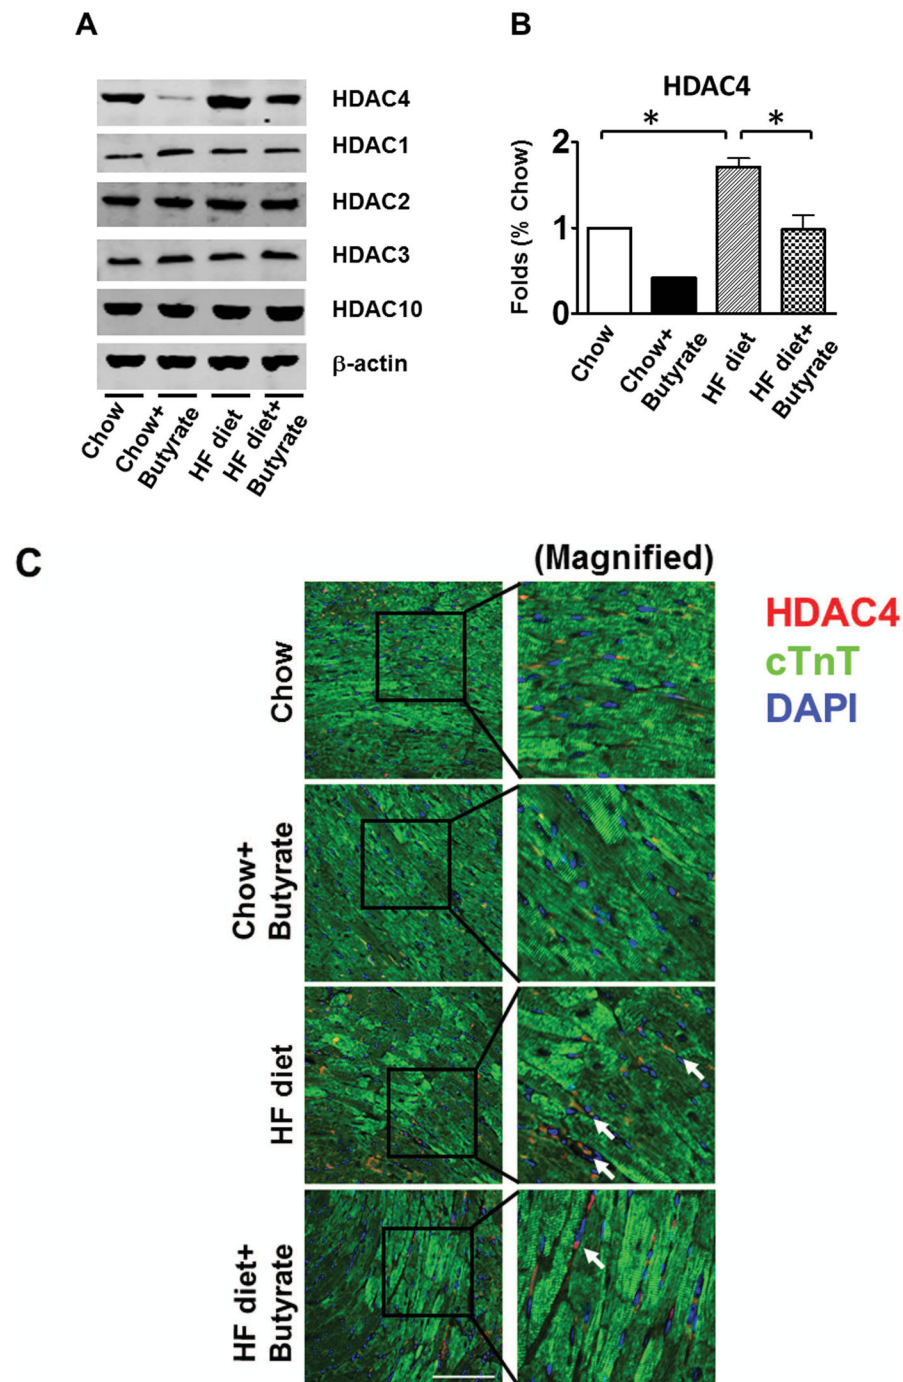 A
HDAC4
HDAC1
HDAC2
HDAC3
HDAC10
β-actin
Chow
Chow+
Butyrate
HF diet
HF diet+
Butyrate
B
HDAC4
*
*
Folds (% Chow)
2
1
0
Chow
Chow+
Butyrate
HF diet
HF diet+
Butyrate
C
(Magnified)
HDAC4
cTnT
DAPI
Chow
Chow+
Butyrate
HF diet
HF diet+
Butyrate